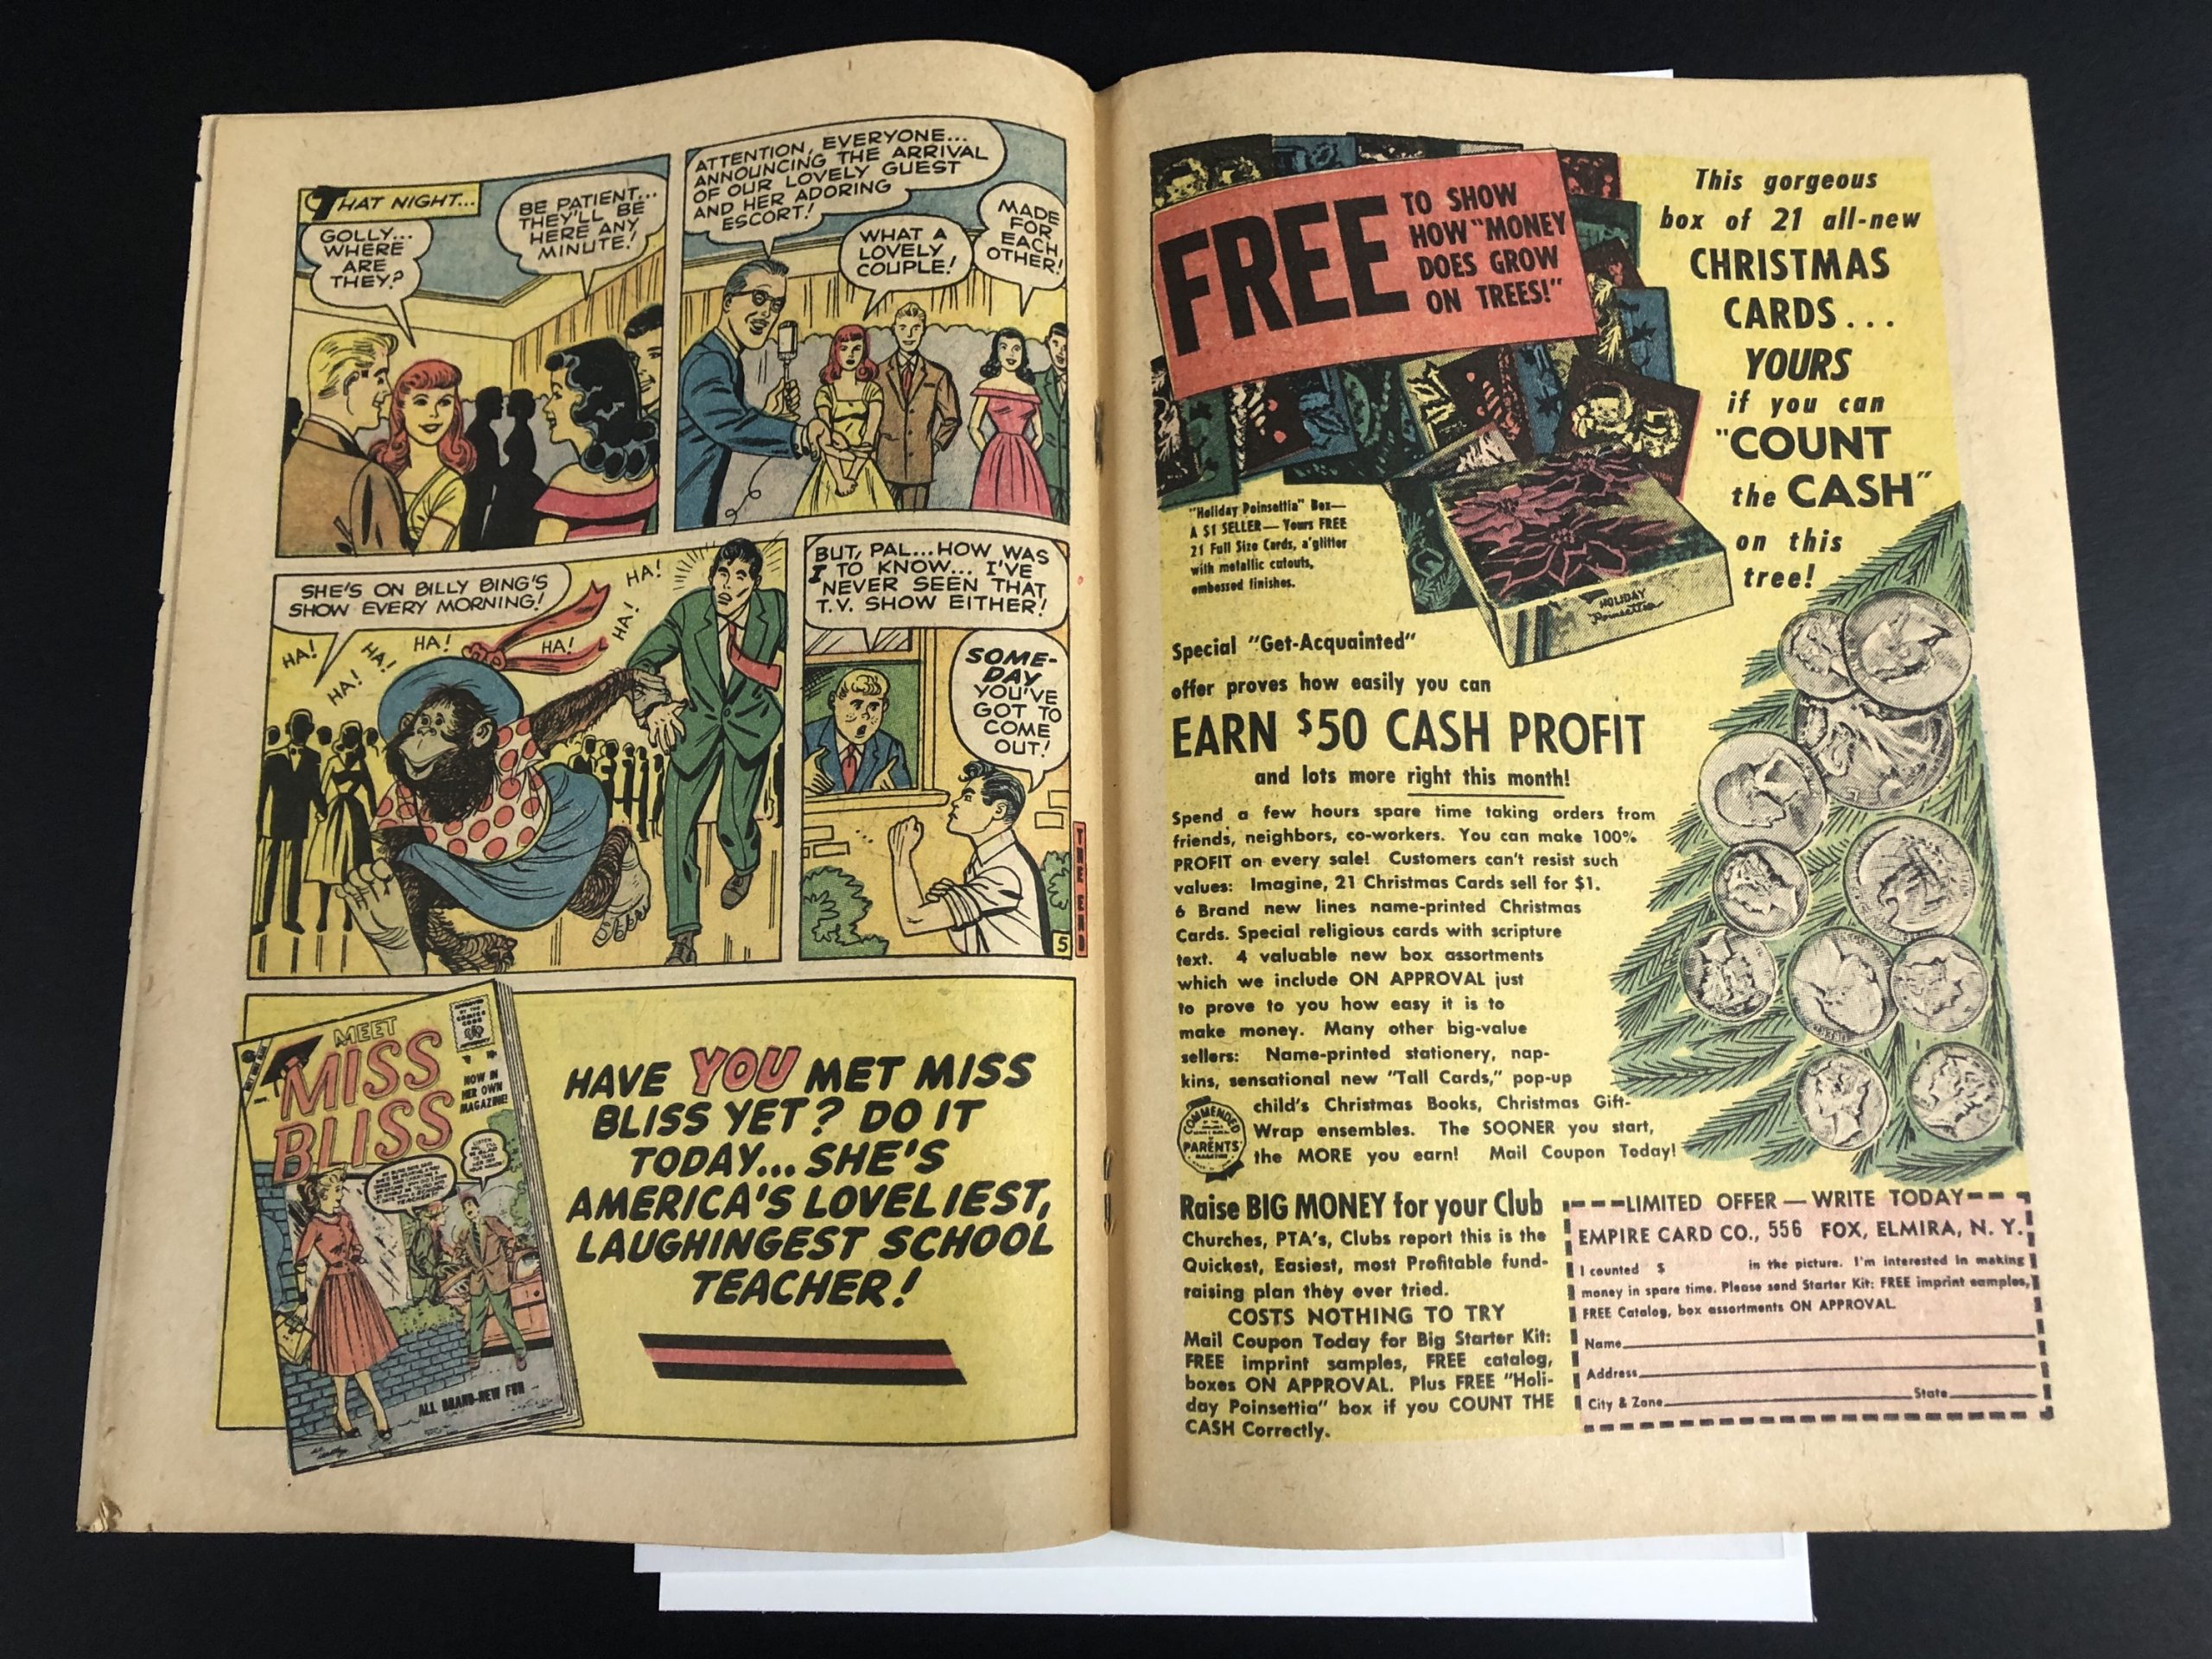 THAT NIGHT...
GOLLY...
WHERE
ARE
THEY?
BE PATIENT...
THEY'LL BE
HERE ANY
MINUTE!
ATTENTION, EVERYONE...
ANNOUNCING THE ARRIVAL
OF OUR LOVELY GUEST
AND HER ADORING
ESCORT!
WHAT A
LOVELY
COUPLE!
MADE
FOR
EACH
OTHER!
SHE'S ON BILLY BING'S
SHOW EVERY MORNING!
HA!
HA!
HA!
HA!
HA!
HA!
HA!
BUT, PAL...HOW WAS
I TO KNOW... I'VE
NEVER SEEN THAT
T.V. SHOW EITHER!
SOME-
DAY
YOU'VE
GOT TO
COME
OUT!
5
THE END
MEET
MISS
BLISS
NOW IN
HER OWN
MAGAZINE!
ALL BRAND-NEW FUN
HAVE YOU MET MISS
BLISS YET? DO IT
TODAY... SHE'S
AMERICA'S LOVELIEST,
LAUGHINGEST SCHOOL
TEACHER!
FREE
TO SHOW
HOW "MONEY
DOES GROW
ON TREES!"
This gorgeous
box of 21 all-new
CHRISTMAS
CARDS...
YOURS
if you can
"COUNT
the CASH"
on this
tree!
"Holiday Poinsettia" Box—
A $1 SELLER — Yours FREE
21 Full Size Cards, a'glitter
with metallic cutouts,
embossed finishes.
HOLIDAY
Poinsettia
Special "Get-Acquainted"
offer proves how easily you can
EARN $50 CASH PROFIT
and lots more right this month!
Spend a few hours spare time taking orders from
friends, neighbors, co-workers. You can make 100%
PROFIT on every sale! Customers can't resist such
values: Imagine, 21 Christmas Cards sell for $1.
6 Brand new lines name-printed Christmas
Cards. Special religious cards with scripture
text. 4 valuable new box assortments
which we include ON APPROVAL just
to prove to you how easy it is to
make money. Many other big-value
sellers: Name-printed stationery, nap-
kins, sensational new "Tall Cards," pop-up
child's Christmas Books, Christmas Gift-
Wrap ensembles. The SOONER you start,
the MORE you earn! Mail Coupon Today!
COMMENDED
PARENTS'
MAGAZINE
Raise BIG MONEY for your Club
Churches, PTA's, Clubs report this is the
Quickest, Easiest, most Profitable fund-
raising plan they ever tried.
COSTS NOTHING TO TRY
Mail Coupon Today for Big Starter Kit:
FREE imprint samples, FREE catalog,
boxes ON APPROVAL. Plus FREE "Holi-
day Poinsettia" box if you COUNT THE
CASH Correctly.
LIMITED OFFER — WRITE TODAY
EMPIRE CARD CO., 556 FOX, ELMIRA, N. Y.
I counted $ in the picture. I'm interested in making
money in spare time. Please send Starter Kit: FREE imprint samples,
FREE Catalog, box assortments ON APPROVAL.
Name
Address
City & Zone State